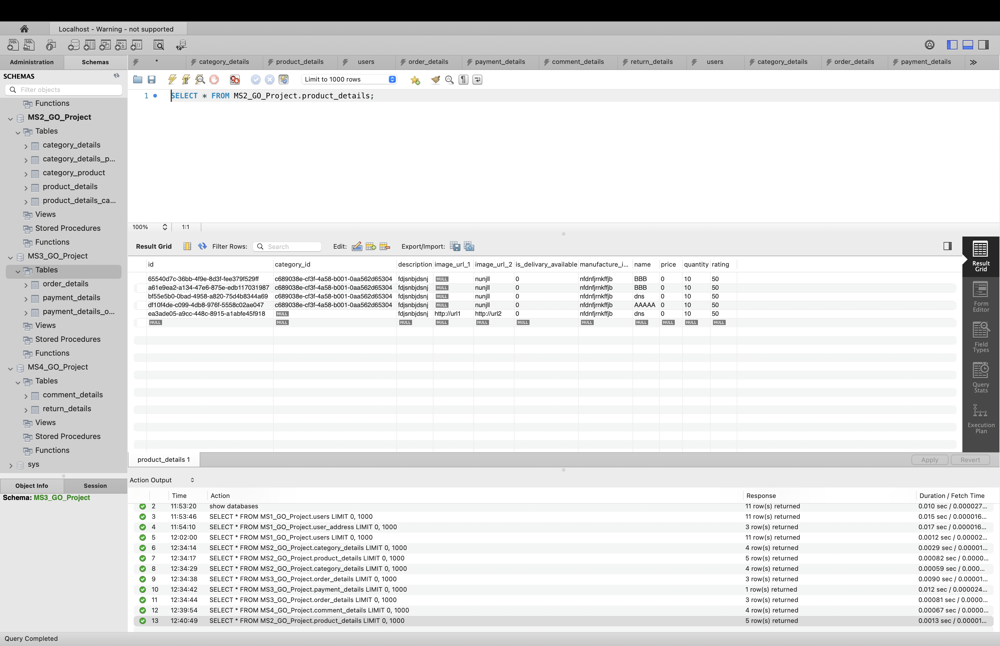 Localhost - Warning - not supported
Administration
Schemas
*
category_details
product_details
users
order_details
payment_details
comment_details
return_details
users
category_details
order_details
payment_details
SCHEMAS
Filter objects
Functions
MS2_GO_Project
Tables
category_details
category_details_p...
category_product
product_details
product_details_ca...
Views
Stored Procedures
Functions
MS3_GO_Project
Tables
order_details
payment_details
payment_details_o...
Views
Stored Procedures
Functions
MS4_GO_Project
Tables
comment_details
return_details
Views
Stored Procedures
Functions
sys
Object Info
Session
Schema: MS3_GO_Project
Limit to 1000 rows
1 SELECT * FROM MS2_GO_Project.product_details;
100% 1:1
Result Grid Filter Rows: Search Edit: Export/Import:
id category_id description image_url_1 image_url_2 is_delivary_available manufacture_i... name price quantity rating
65540d7c-36bb-4f9e-8d3f-fee379f529ff c689038e-cf3f-4a58-b001-0aa562d65304 fdjsnbjdsnj NULL nunjll 0 nfdnfjrnkffjb BBB 0 10 50
a61e9ea2-a134-47e6-875e-edb117031987 c689038e-cf3f-4a58-b001-0aa562d65304 fdjsnbjdsnj NULL nunjll 0 nfdnfjrnkffjb BBB 0 10 50
bf55e5b0-0bad-4958-a820-75d4b8344a69 c689038e-cf3f-4a58-b001-0aa562d65304 fdjsnbjdsnj NULL nunjll 0 nfdnfjrnkffjb dns 0 10 50
df10f4de-c099-4db8-976f-5558c02ae047 c689038e-cf3f-4a58-b001-0aa562d65304 fdjsnbjdsnj NULL nunjll 0 nfdnfjrnkffjb AAAAA 0 10 50
ea3ade05-a9cc-448c-8915-a1abfe45f918 NULL fdjsnbjdsnj http://url1 http://url2 0 nfdnfjrnkffjb dns 0 10 50
NULL NULL NULL NULL NULL NULL NULL NULL NULL NULL NULL
Result
Grid
Form
Editor
Field
Types
Query
Stats
Execution
Plan
product_details 1
Apply Revert
Action Output
Time Action Response Duration / Fetch Time
2 11:53:20 show databases 11 row(s) returned 0.010 sec / 0.000027...
3 11:53:46 SELECT * FROM MS1_GO_Project.users LIMIT 0, 1000 11 row(s) returned 0.015 sec / 0.000016...
4 11:54:10 SELECT * FROM MS1_GO_Project.user_address LIMIT 0, 1000 3 row(s) returned 0.017 sec / 0.000016...
5 12:02:00 SELECT * FROM MS1_GO_Project.users LIMIT 0, 1000 11 row(s) returned 0.0012 sec / 0.00002...
6 12:34:14 SELECT * FROM MS2_GO_Project.category_details LIMIT 0, 1000 4 row(s) returned 0.0029 sec / 0.00001...
7 12:34:17 SELECT * FROM MS2_GO_Project.product_details LIMIT 0, 1000 5 row(s) returned 0.00082 sec / 0.0000...
8 12:34:29 SELECT * FROM MS2_GO_Project.category_details LIMIT 0, 1000 4 row(s) returned 0.00059 sec / 0.000...
9 12:34:38 SELECT * FROM MS3_GO_Project.order_details LIMIT 0, 1000 3 row(s) returned 0.0090 sec / 0.00001...
10 12:34:42 SELECT * FROM MS3_GO_Project.payment_details LIMIT 0, 1000 1 row(s) returned 0.012 sec / 0.000024...
11 12:34:44 SELECT * FROM MS3_GO_Project.order_details LIMIT 0, 1000 3 row(s) returned 0.00081 sec / 0.0000...
12 12:39:54 SELECT * FROM MS4_GO_Project.comment_details LIMIT 0, 1000 4 row(s) returned 0.00067 sec / 0.0000...
13 12:40:49 SELECT * FROM MS2_GO_Project.product_details LIMIT 0, 1000 5 row(s) returned 0.0013 sec / 0.00001...
Query Completed